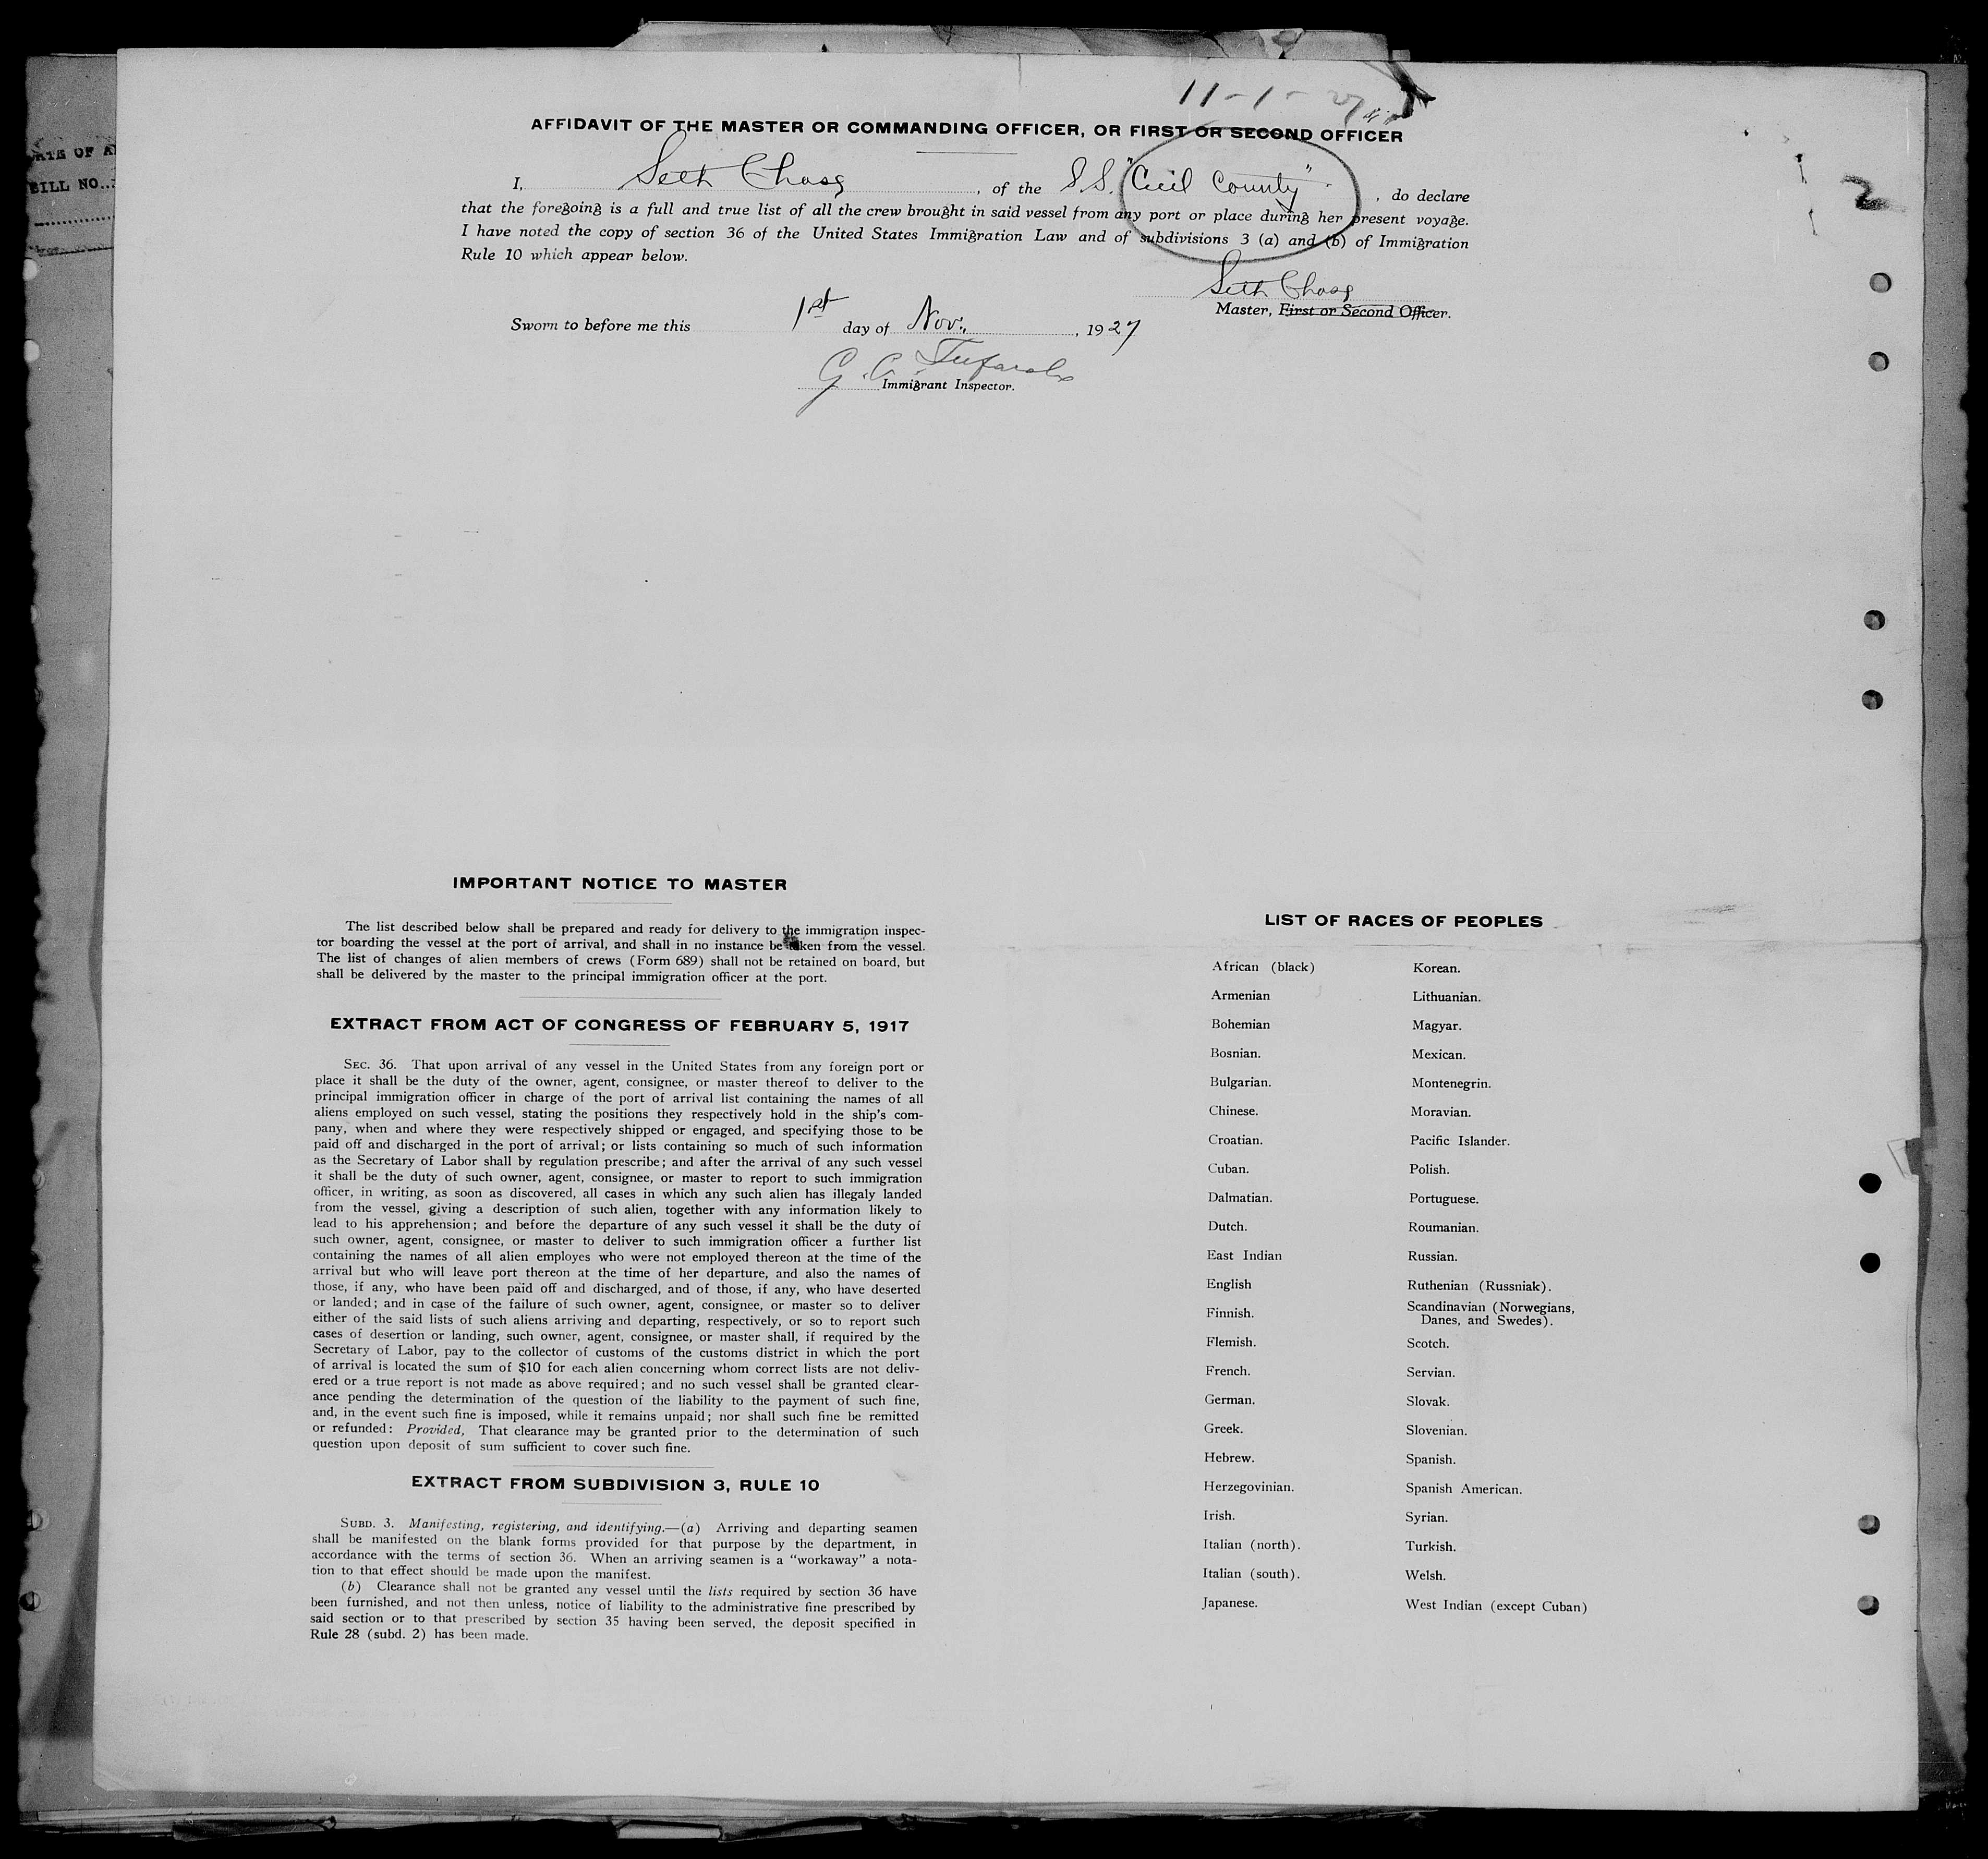 11-1-27
AFFIDAVIT OF THE MASTER OR COMMANDING OFFICER, OR FIRST OR SECOND OFFICER
I, Seth Chase, of the S.S. "Cecil County", do declare
that the foregoing is a full and true list of all the crew brought in said vessel from any port or place during her present voyage.
I have noted the copy of section 36 of the United States Immigration Law and of subdivisions 3 (a) and (b) of Immigration
Rule 10 which appear below.
2
Seth Chase
Master, First or Second Officer.
Sworn to before me this 1st day of Nov., 1927
G. A.
Immigrant Inspector.
BILL NO..
IMPORTANT NOTICE TO MASTER
The list described below shall be prepared and ready for delivery to the immigration inspec-
tor boarding the vessel at the port of arrival, and shall in no instance be taken from the vessel.
The list of changes of alien members of crews (Form 689) shall not be retained on board, but
shall be delivered by the master to the principal immigration officer at the port.
EXTRACT FROM ACT OF CONGRESS OF FEBRUARY 5, 1917
SEC. 36. That upon arrival of any vessel in the United States from any foreign port or
place it shall be the duty of the owner, agent, consignee, or master thereof to deliver to the
principal immigration officer in charge of the port of arrival list containing the names of all
aliens employed on such vessel, stating the positions they respectively hold in the ship's com-
pany, when and where they were respectively shipped or engaged, and specifying those to be
paid off and discharged in the port of arrival; or lists containing so much of such information
as the Secretary of Labor shall by regulation prescribe; and after the arrival of any such vessel
it shall be the duty of such owner, agent, consignee, or master to report to such immigration
officer, in writing, as soon as discovered, all cases in which any such alien has illegaly landed
from the vessel, giving a description of such alien, together with any information likely to
lead to his apprehension; and before the departure of any such vessel it shall be the duty of
such owner, agent, consignee, or master to deliver to such immigration officer a further list
containing the names of all alien employes who were not employed thereon at the time of the
arrival but who will leave port thereon at the time of her departure, and also the names of
those, if any, who have been paid off and discharged, and of those, if any, who have deserted
or landed; and in case of the failure of such owner, agent, consignee, or master so to deliver
either of the said lists of such aliens arriving and departing, respectively, or so to report such
cases of desertion or landing, such owner, agent, consignee, or master shall, if required by the
Secretary of Labor, pay to the collector of customs of the customs district in which the port
of arrival is located the sum of $10 for each alien concerning whom correct lists are not deliv-
ered or a true report is not made as above required; and no such vessel shall be granted clear-
ance pending the determination of the question of the liability to the payment of such fine,
and, in the event such fine is imposed, while it remains unpaid; nor shall such fine be remitted
or refunded: Provided, That clearance may be granted prior to the determination of such
question upon deposit of sum sufficient to cover such fine.
EXTRACT FROM SUBDIVISION 3, RULE 10
SUBD. 3. Manifesting, registering, and identifying.—(a) Arriving and departing seamen
shall be manifested on the blank forms provided for that purpose by the department, in
accordance with the terms of section 36. When an arriving seamen is a "workaway" a nota-
tion to that effect should be made upon the manifest.
(b) Clearance shall not be granted any vessel until the lists required by section 36 have
been furnished, and not then unless, notice of liability to the administrative fine prescribed by
said section or to that prescribed by section 35 having been served, the deposit specified in
Rule 28 (subd. 2) has been made.
LIST OF RACES OF PEOPLES
African (black) Korean.
Armenian Lithuanian.
Bohemian Magyar.
Bosnian. Mexican.
Bulgarian. Montenegrin.
Chinese. Moravian.
Croatian. Pacific Islander.
Cuban. Polish.
Dalmatian. Portuguese.
Dutch. Roumanian.
East Indian Russian.
English Ruthenian (Russniak).
Finnish. Scandinavian (Norwegians,
Danes, and Swedes).
Flemish. Scotch.
French. Servian.
German. Slovak.
Greek. Slovenian.
Hebrew. Spanish.
Herzegovinian. Spanish American.
Irish. Syrian.
Italian (north). Turkish.
Italian (south). Welsh.
Japanese. West Indian (except Cuban)